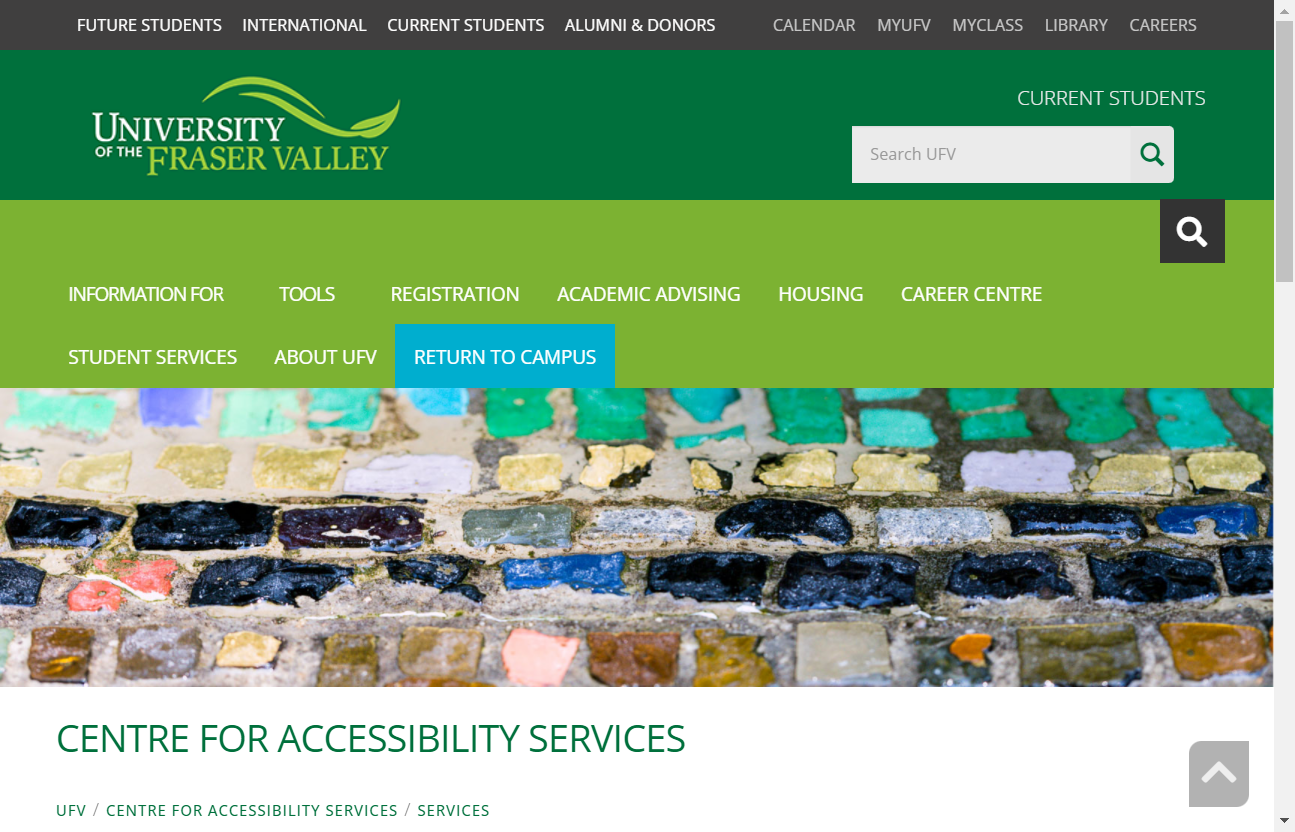 FUTURE STUDENTS INTERNATIONAL CURRENT STUDENTS ALUMNI & DONORS CALENDAR MYUFV MYCLASS LIBRARY CAREERS
UNIVERSITY
OF THE FRASER VALLEY
CURRENT STUDENTS
Search UFV
INFORMATION FOR TOOLS REGISTRATION ACADEMIC ADVISING HOUSING CAREER CENTRE
STUDENT SERVICES ABOUT UFV RETURN TO CAMPUS
CENTRE FOR ACCESSIBILITY SERVICES
UFV / CENTRE FOR ACCESSIBILITY SERVICES / SERVICES